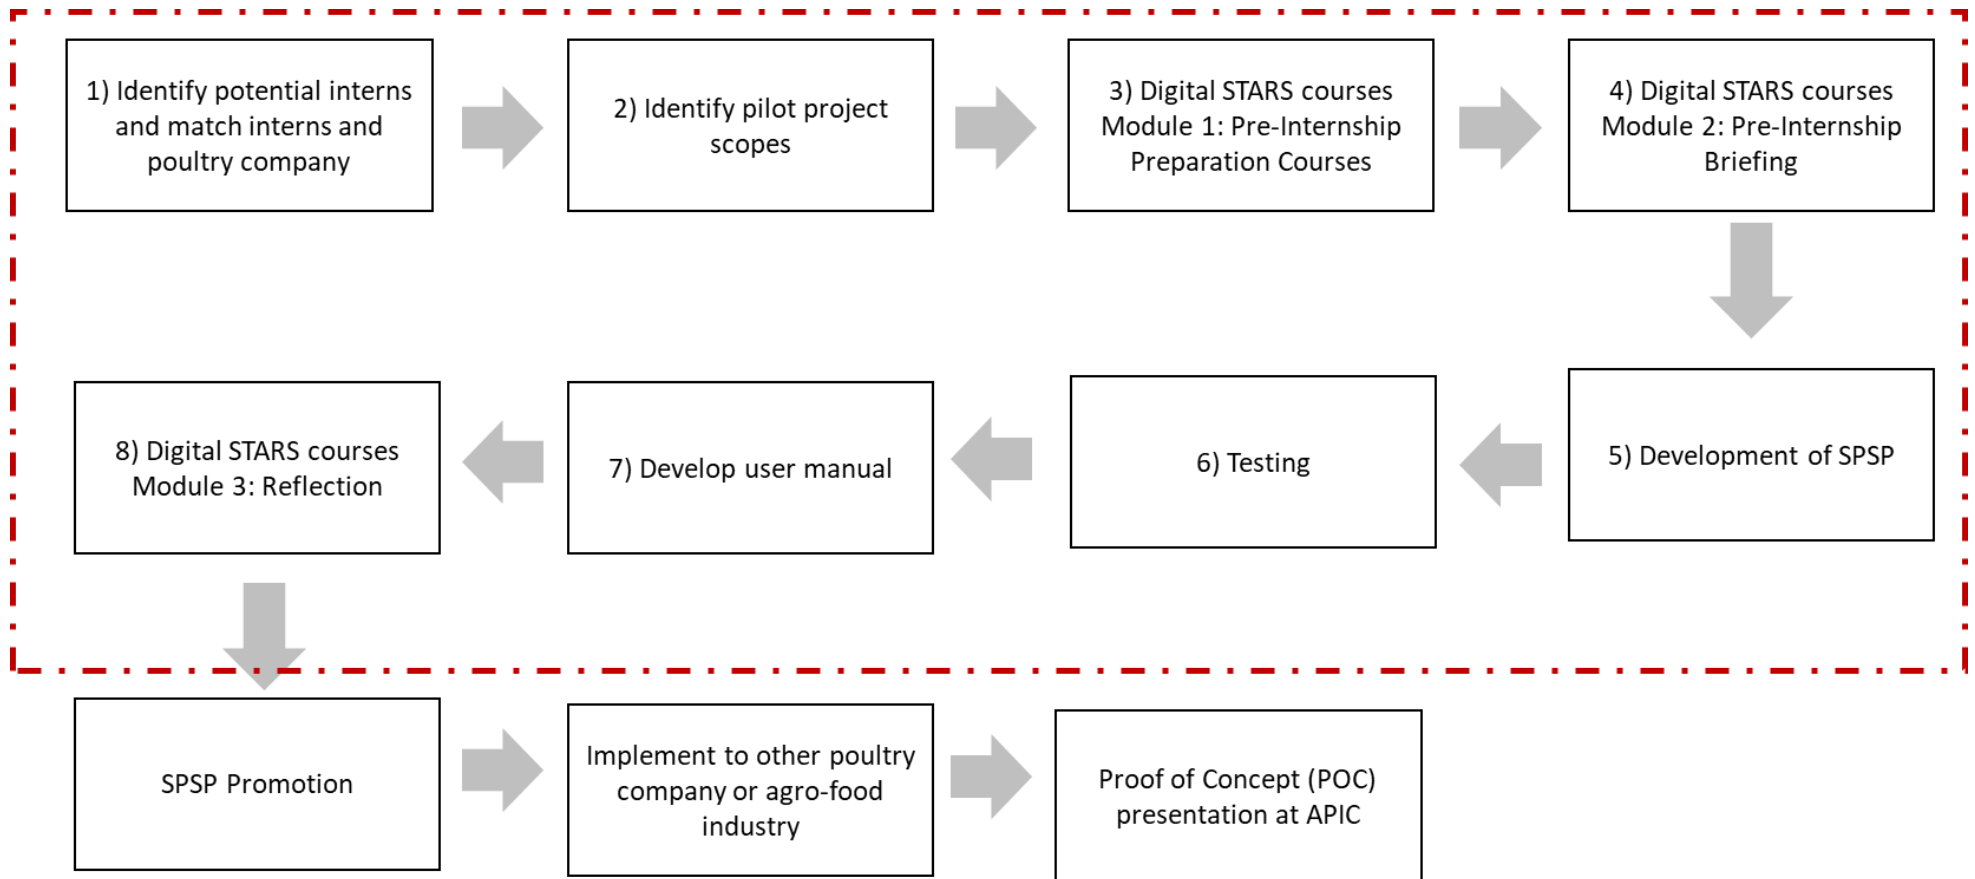 1) Identify potential interns
and match interns and
poultry company
2) Identify pilot project
scopes
3) Digital STARS courses
Module 1: Pre-Internship
Preparation Courses
4) Digital STARS courses
Module 2: Pre-Internship
Briefing
5) Development of SPSP
6) Testing
7) Develop user manual
8) Digital STARS courses
Module 3: Reflection
SPSP Promotion
Implement to other poultry
company or agro-food
industry
Proof of Concept (POC)
presentation at APIC